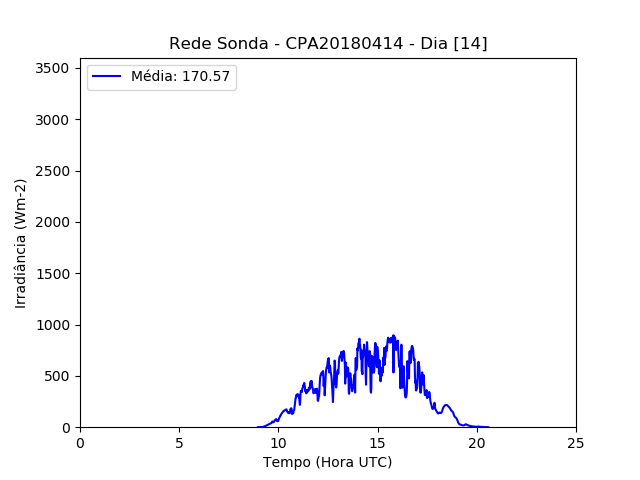 Rede Sonda - CPA20180414 - Dia [14]
Média: 170.57
3500
3000
2500
2000
1500
1000
500
0
Irradiância (Wm-2)
0 5 10 15 20 25
Tempo (Hora UTC)